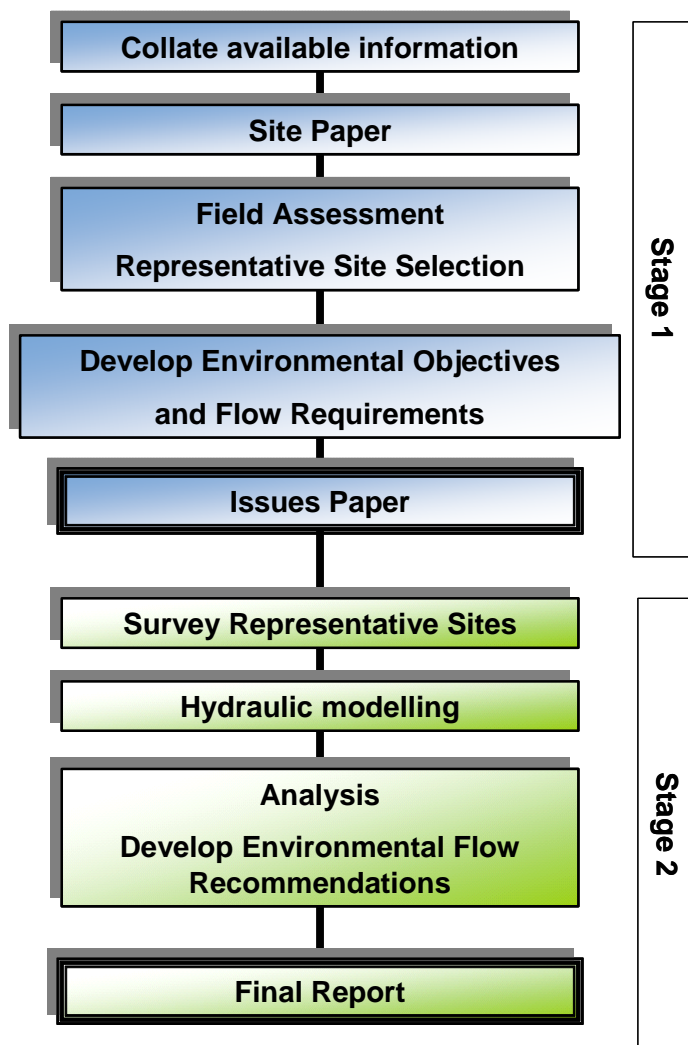 Collate available information
Site Paper
Field Assessment
Representative Site Selection
Develop Environmental Objectives
and Flow Requirements
Issues Paper
Stage 1
Survey Representative Sites
Hydraulic modelling
Analysis
Develop Environmental Flow
Recommendations
Final Report
Stage 2